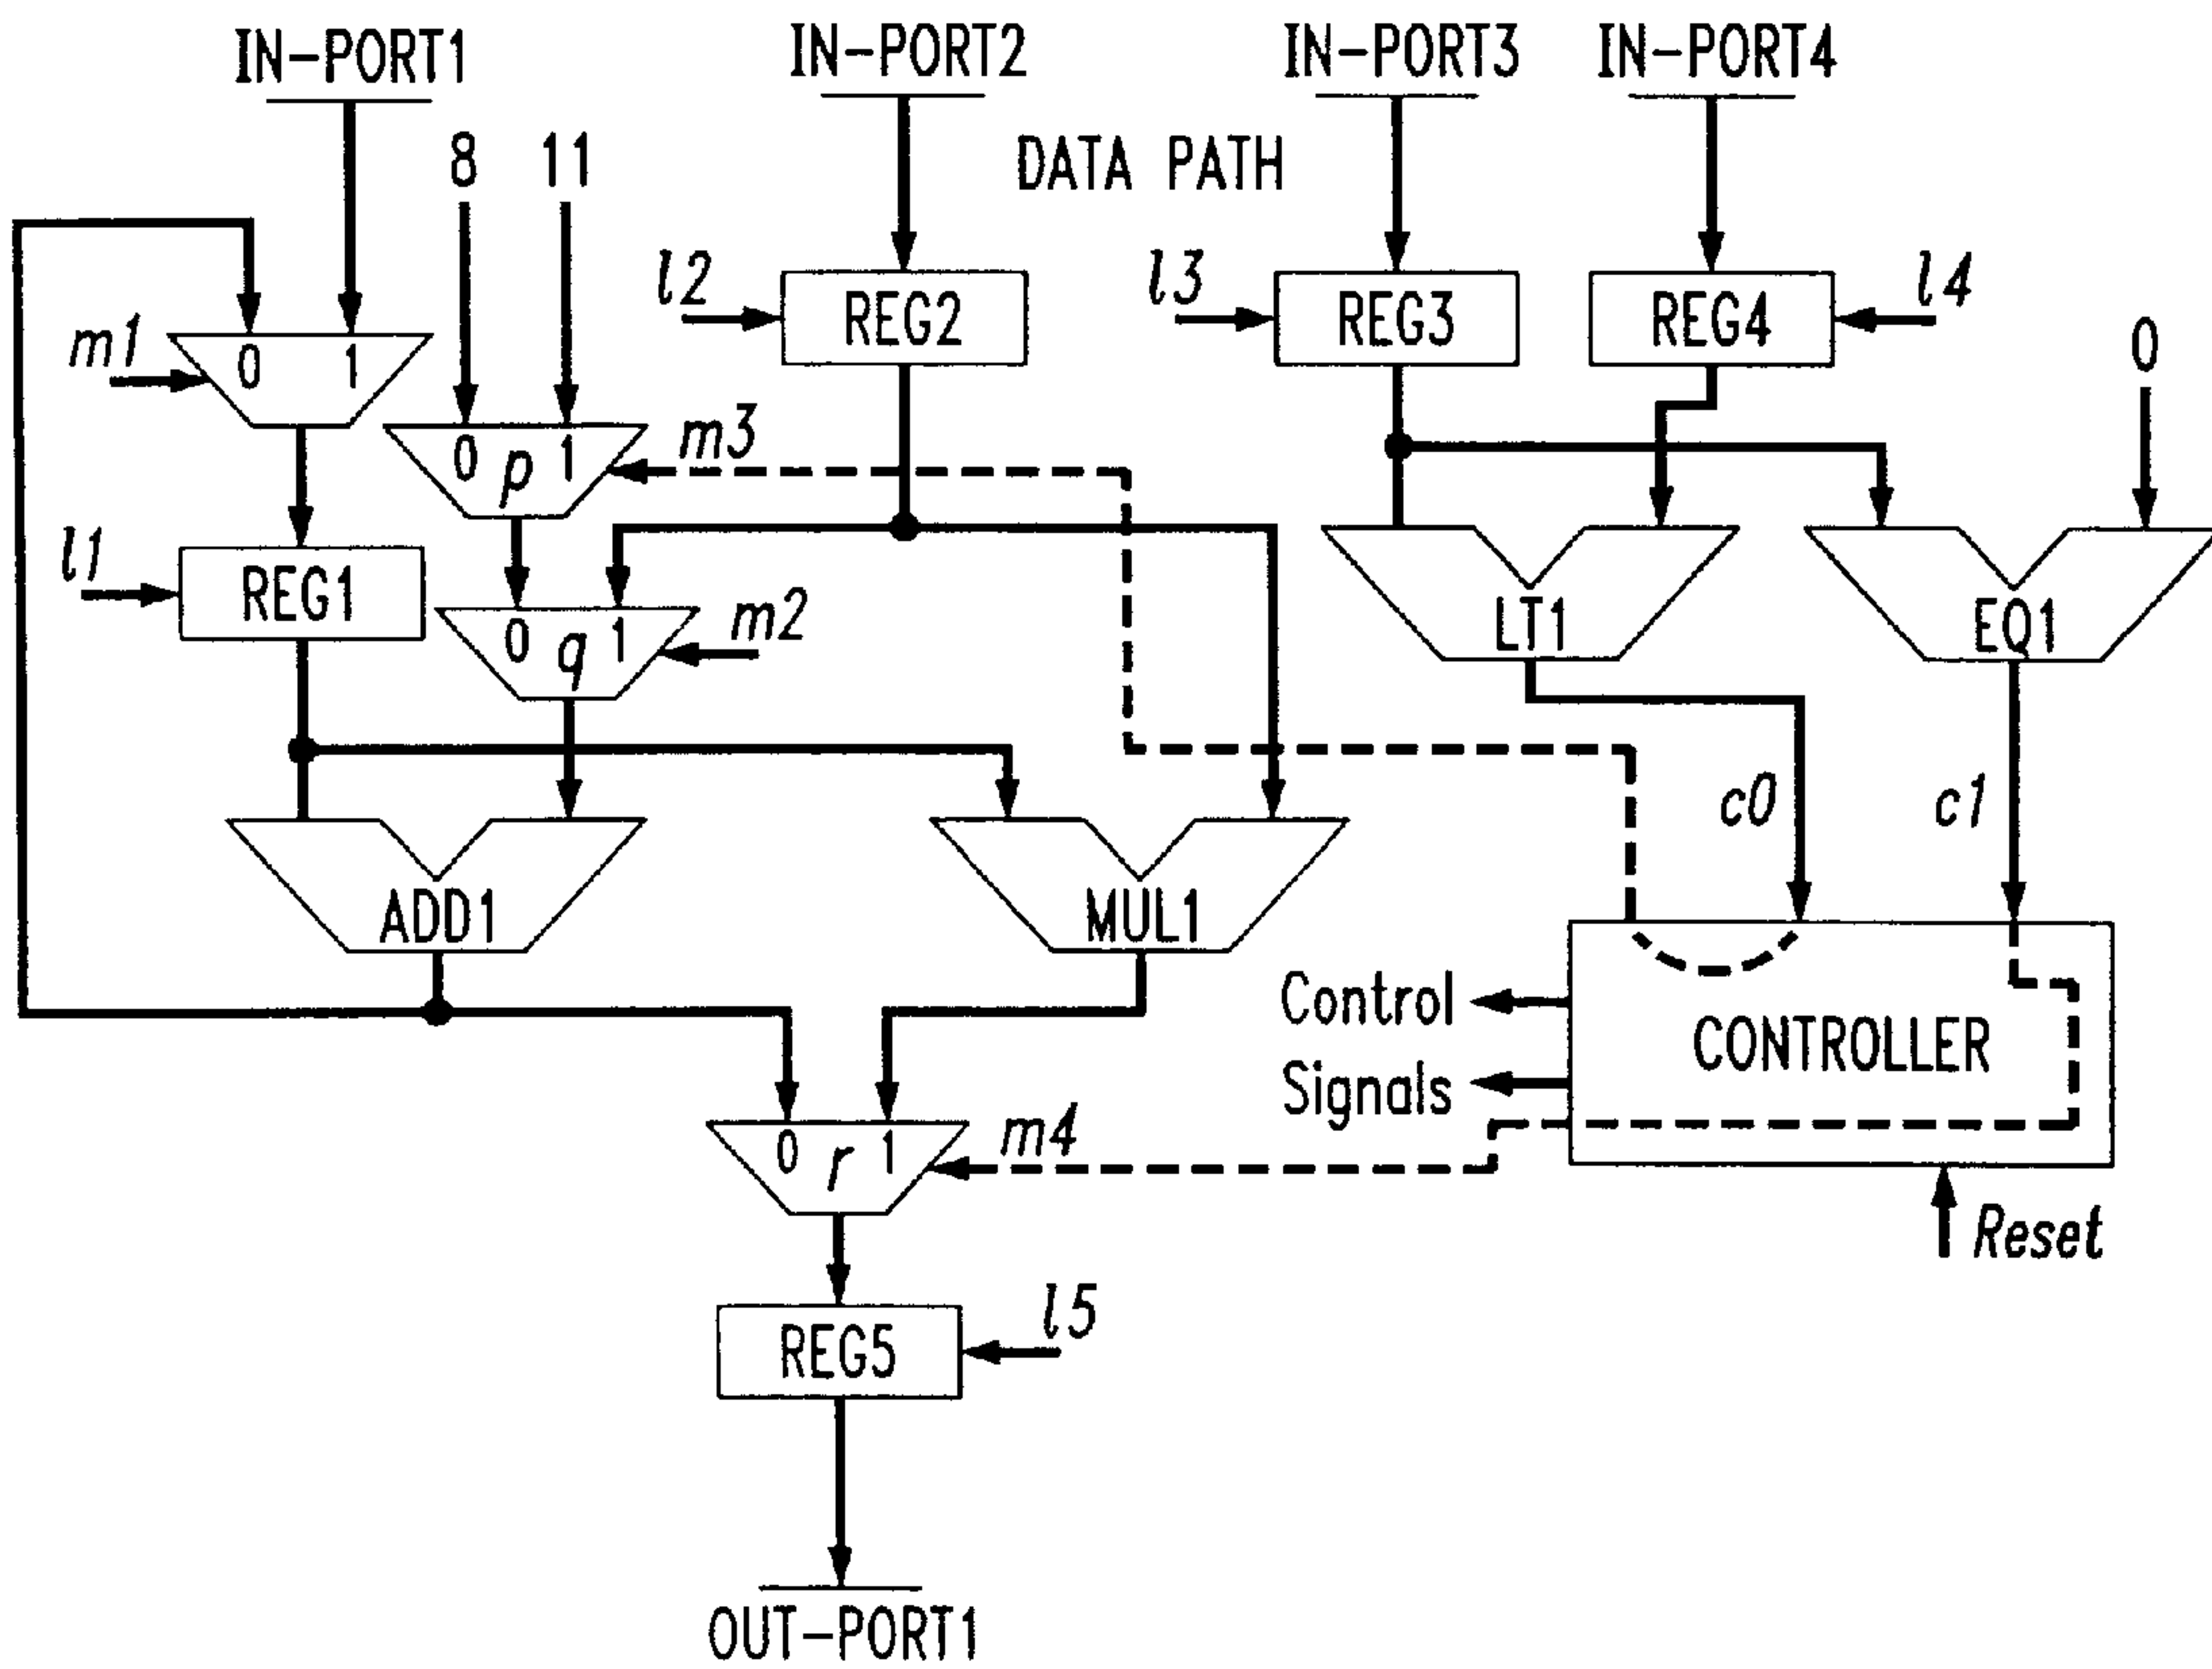 IN-PORT1
IN-PORT2
IN-PORT3
IN-PORT4
8
11
DATA PATH
l2
REG2
l3
REG3
REG4
l4
m1
0
1
0
0
p
1
m3
l1
REG1
0
q
1
m2
LT1
EQ1
c0
c1
ADD1
MUL1
Control
Signals
CONTROLLER
0
r
1
m4
Reset
REG5
l5
OUT-PORT1